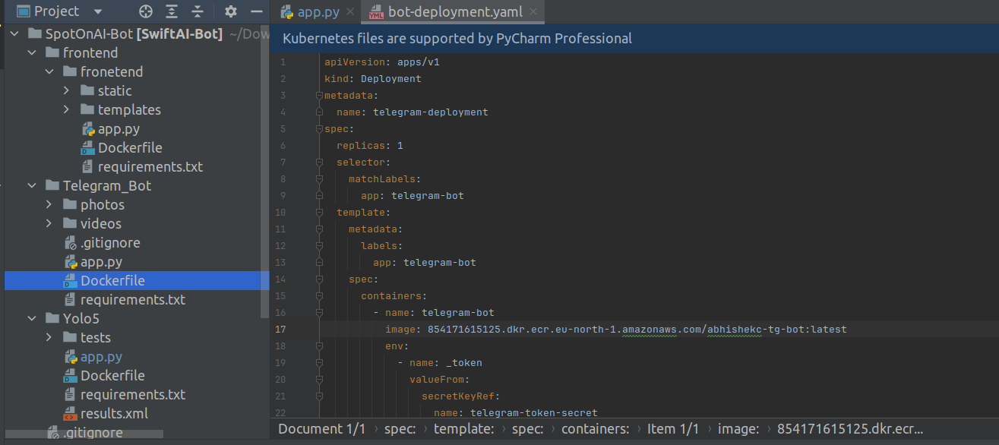 Project
SpotOnAI-Bot [SwiftAI-Bot] ~/Dow
frontend
fronetend
static
templates
app.py
Dockerfile
requirements.txt
Telegram_Bot
photos
videos
.gitignore
app.py
Dockerfile
requirements.txt
Yolo5
tests
app.py
Dockerfile
requirements.txt
results.xml
.gitignore
app.py
bot-deployment.yaml
Kubernetes files are supported by PyCharm Professional
1 apiVersion: apps/v1
2 kind: Deployment
3 metadata:
4 name: telegram-deployment
5 spec:
6 replicas: 1
7 selector:
8 matchLabels:
9 app: telegram-bot
10 template:
11 metadata:
12 labels:
13 app: telegram-bot
14 spec:
15 containers:
16 - name: telegram-bot
17 image: 854171615125.dkr.ecr.eu-north-1.amazonaws.com/abhishekc-tg-bot:latest
18 env:
19 - name: _token
20 valueFrom:
21 secretKeyRef:
22 name: telegram-token-secret
Document 1/1 › spec: › template: › spec: › containers: › Item 1/1 › image: › 854171615125.dkr.ecr...